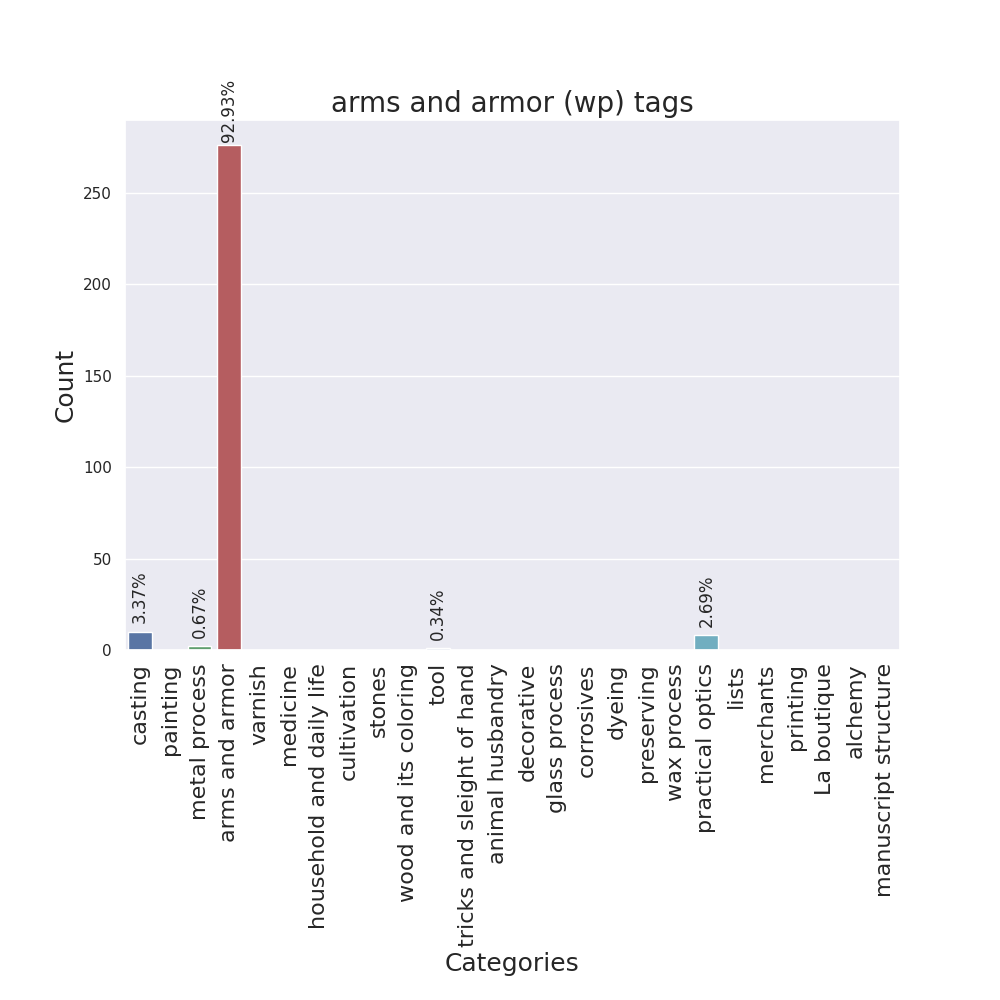 arms and armor (wp) tags
92.93%
3.37%
0.67%
0.34%
2.69%
250
200
150
100
50
0
Count
casting
painting
metal process
arms and armor
varnish
medicine
household and daily life
cultivation
stones
wood and its coloring
tool
tricks and sleight of hand
animal husbandry
decorative
glass process
corrosives
dyeing
preserving
wax process
practical optics
lists
merchants
printing
La boutique
alchemy
manuscript structure
Categories